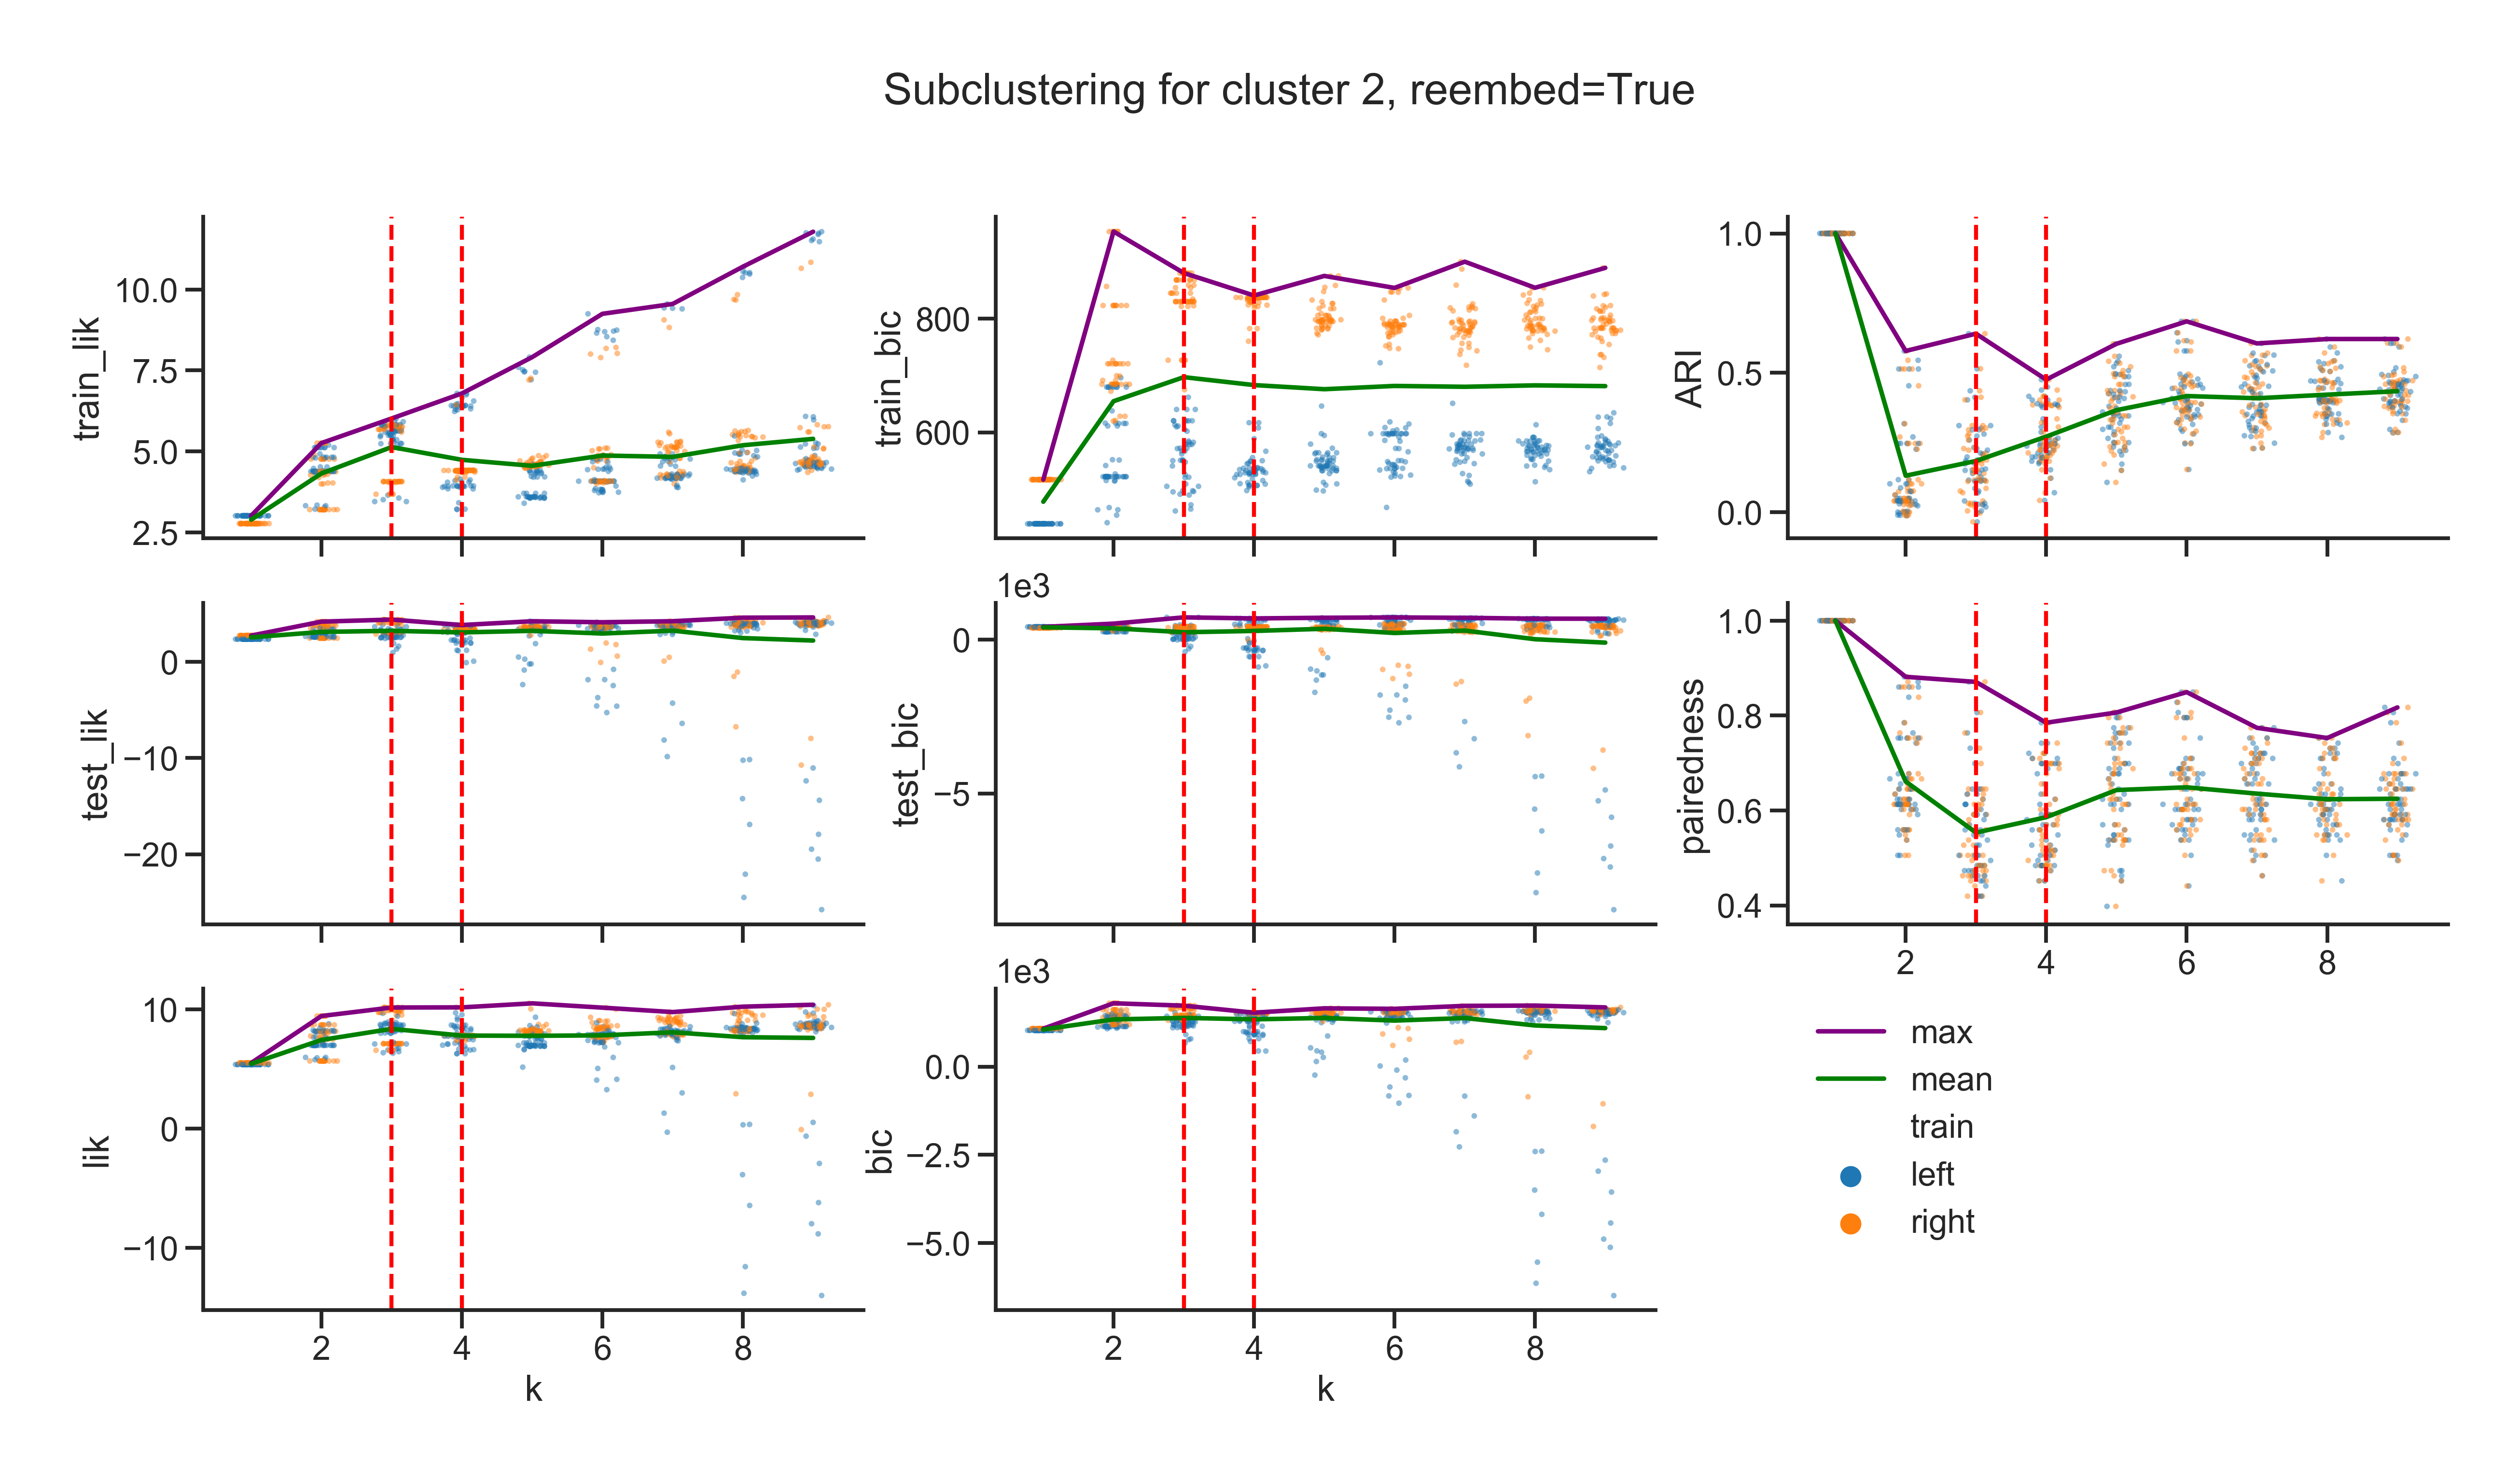 Subclustering for cluster 2, reembed=True
train_lik
10.0
7.5
5.0
2.5
train_bic
800
600
ARI
1.0
0.5
0.0
test_lik
0
−10
−20
1e3
test_bic
0
−5
pairedness
1.0
0.8
0.6
0.4
2 4 6 8
lik
10
0
−10
2 4 6 8
k
1e3
bic
0.0
−2.5
−5.0
2 4 6 8
k
max
mean
train
left
right